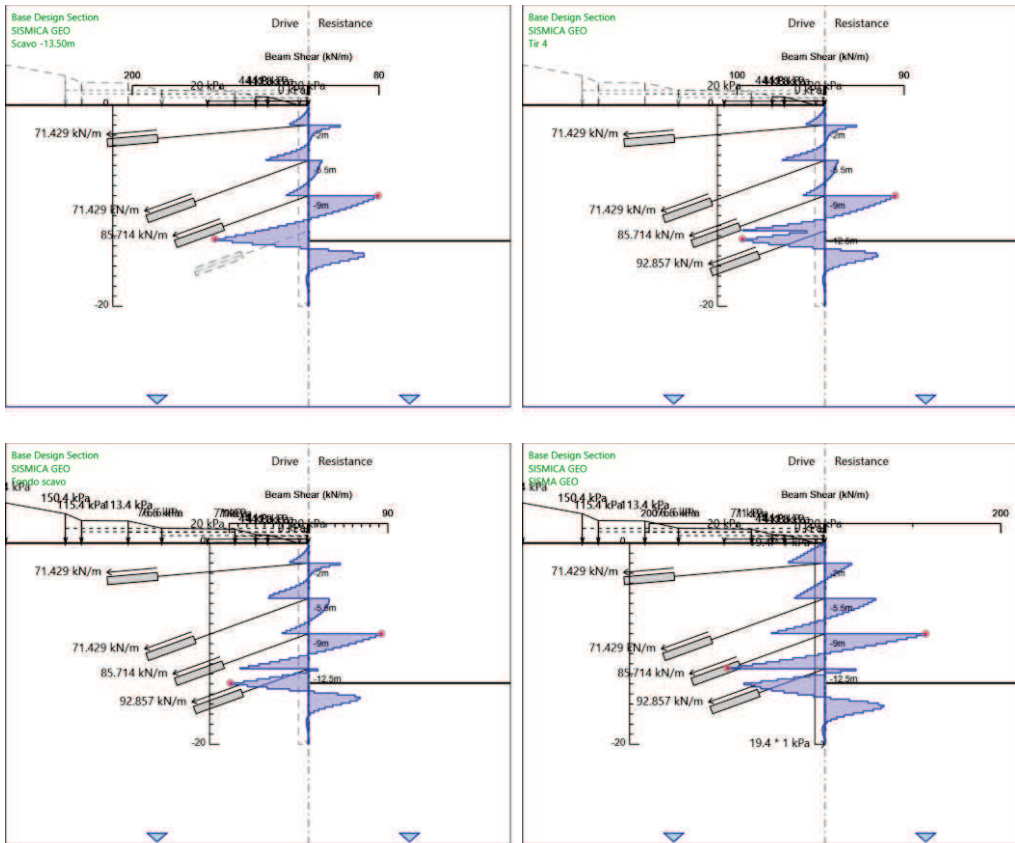 Base Design Section
SISMICA GEO
Scavo -13.50m
Drive
Resistance
Beam Shear (kN/m)
200
80
20 kPa
0
71.429 kN/m
-2m
-5.5m
71.429 kN/m
-9m
85.714 kN/m
-20
Base Design Section
SISMICA GEO
Tir 4
Drive
Resistance
Beam Shear (kN/m)
100
90
20 kPa
0
71.429 kN/m
-2m
-5.5m
71.429 kN/m
-9m
85.714 kN/m
-12.5m
92.857 kN/m
-20
Base Design Section
SISMICA GEO
Fondo scavo
Drive
Resistance
150.4 kPa
115.4 kPa
113.4 kPa
Beam Shear (kN/m)
90
20 kPa
0
71.429 kN/m
-2m
-5.5m
71.429 kN/m
-9m
85.714 kN/m
-12.5m
92.857 kN/m
-20
Base Design Section
SISMICA GEO
SISMA GEO
Drive
Resistance
150.4 kPa
115.4 kPa
113.4 kPa
Beam Shear (kN/m)
200
200
20 kPa
0
71.429 kN/m
-2m
-5.5m
71.429 kN/m
-9m
85.714 kN/m
-12.5m
92.857 kN/m
-20
19.4 * 1 kPa